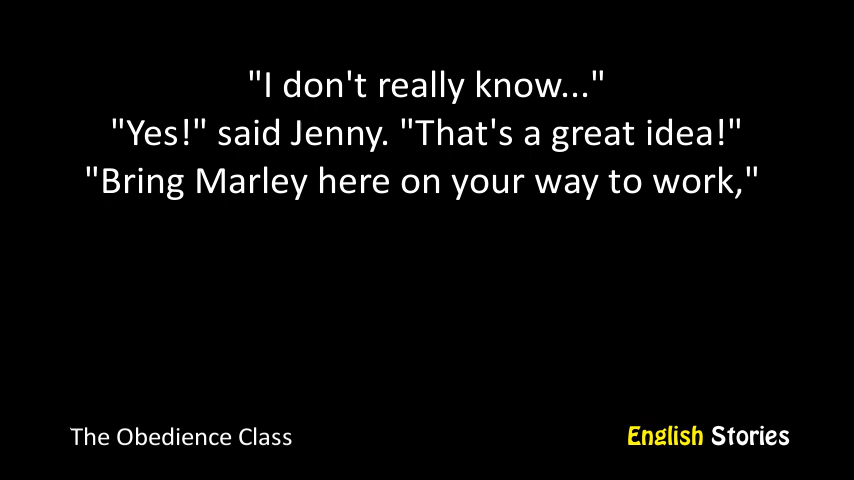 "I don't really know..."
"Yes!" said Jenny. "That's a great idea!"
"Bring Marley here on your way to work,"
The Obedience Class
English Stories